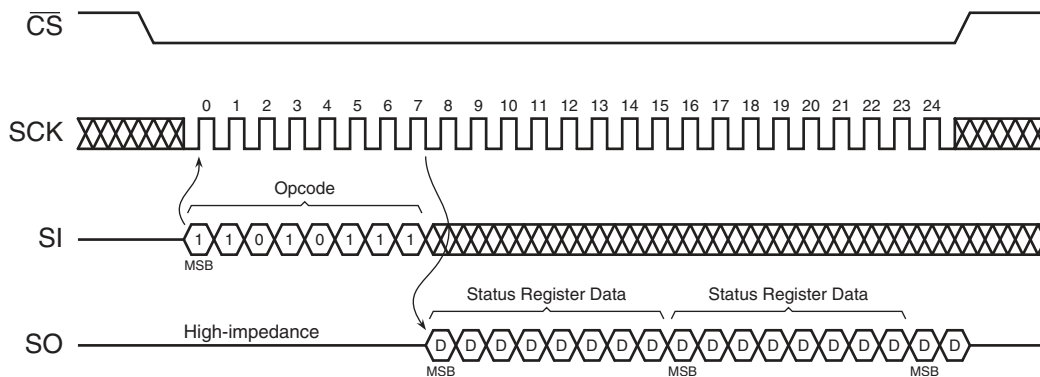 CS
SCK
0 1 2 3 4 5 6 7 8 9 10 11 12 13 14 15 16 17 18 19 20 21 22 23 24
Opcode
SI
1 1 0 1 0 1 1 1
MSB
Status Register Data Status Register Data
High-impedance
SO
D D D D D D D D D D D D D D D D D D
MSB MSB MSB